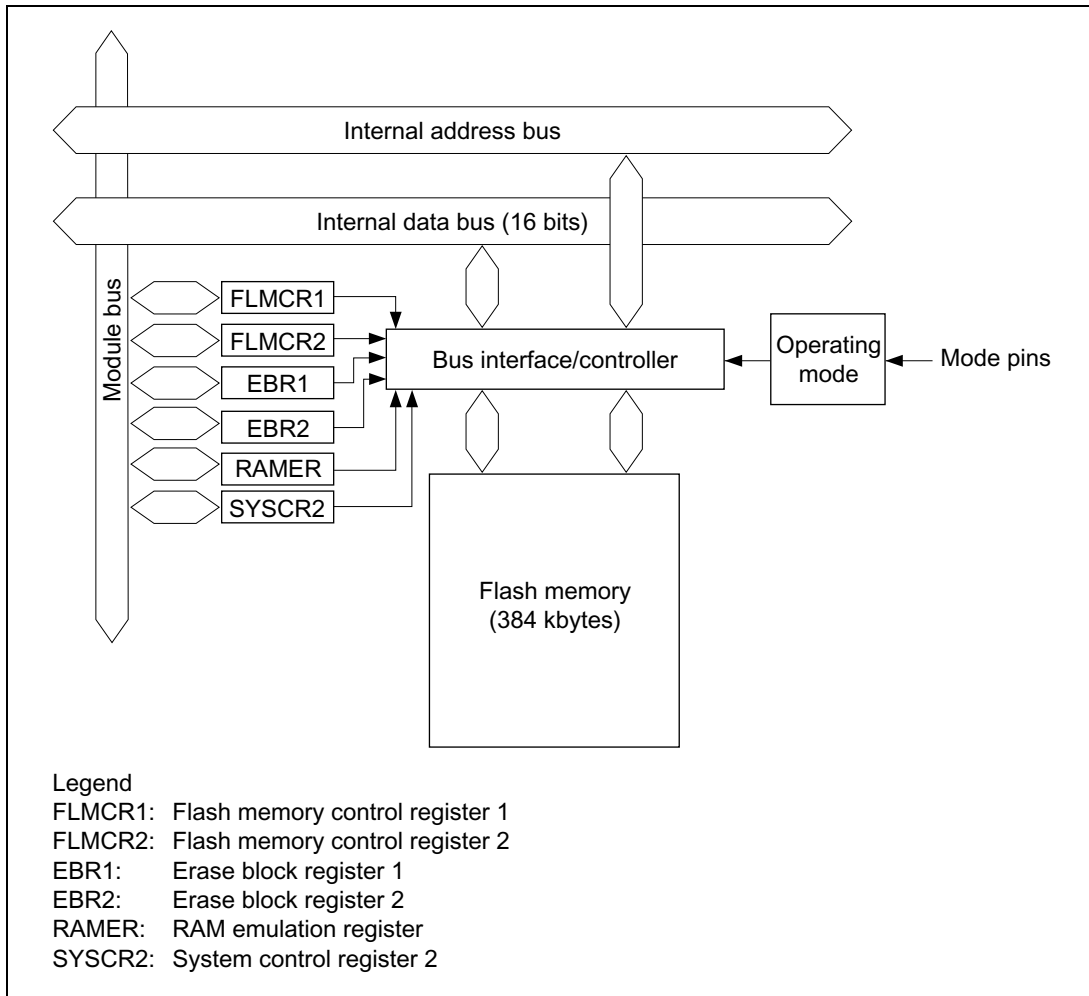 Internal address bus
Internal data bus (16 bits)
Module bus
FLMCR1
FLMCR2
EBR1
EBR2
RAMER
SYSCR2
Bus interface/controller
Operating
mode
Mode pins
Flash memory
(384 kbytes)
Legend
FLMCR1: Flash memory control register 1
FLMCR2: Flash memory control register 2
EBR1: Erase block register 1
EBR2: Erase block register 2
RAMER: RAM emulation register
SYSCR2: System control register 2